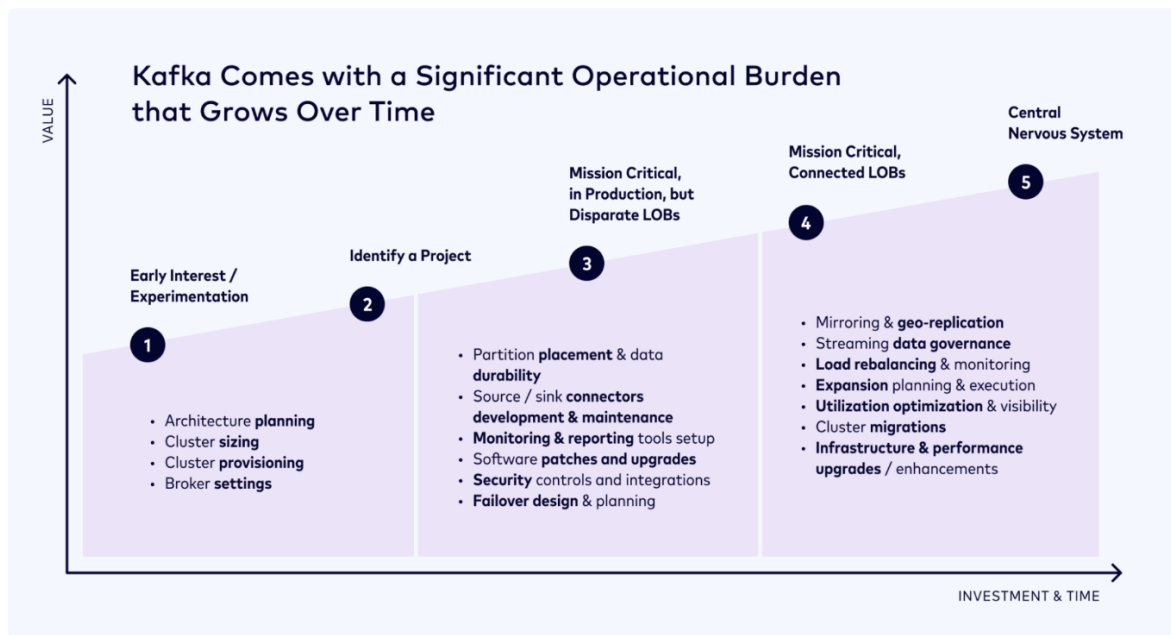 Kafka Comes with a Significant Operational Burden
that Grows Over Time
VALUE
Early Interest /
Experimentation
1
Identify a Project
2
Mission Critical,
in Production, but
Disparate LOBs
3
Mission Critical,
Connected LOBs
4
Central
Nervous System
5
• Architecture planning
• Cluster sizing
• Cluster provisioning
• Broker settings
• Partition placement & data
durability
• Source / sink connectors
development & maintenance
• Monitoring & reporting tools setup
• Software patches and upgrades
• Security controls and integrations
• Failover design & planning
• Mirroring & geo-replication
• Streaming data governance
• Load rebalancing & monitoring
• Expansion planning & execution
• Utilization optimization & visibility
• Cluster migrations
• Infrastructure & performance
upgrades / enhancements
INVESTMENT & TIME